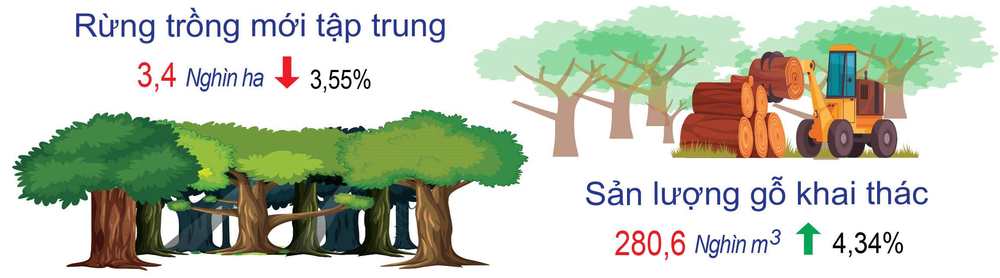 Rừng trồng mới tập trung
3,4 Nghìn ha 3,55%
Sản lượng gỗ khai thác
280,6 Nghìn m³ 4,34%